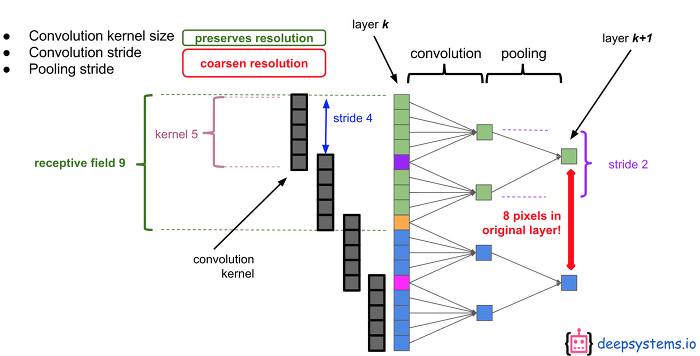 ● Convolution kernel size
● Convolution stride
● Pooling stride
preserves resolution
coarsen resolution
layer k
convolution
pooling
layer k+1
kernel 5
stride 4
receptive field 9
stride 2
8 pixels in
original layer!
convolution
kernel
deepsystems.io